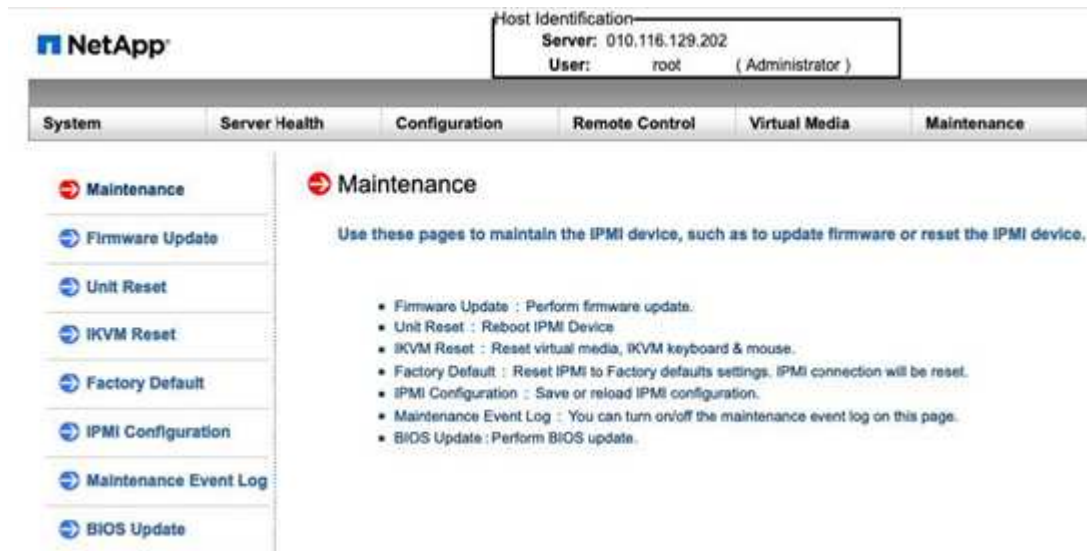 Host Identification
NetApp
Server: 010.116.129.202
User: root ( Administrator )
System Server Health Configuration Remote Control Virtual Media Maintenance
Maintenance
Firmware Update
Unit Reset
IKVM Reset
Factory Default
IPMI Configuration
Maintenance Event Log
BIOS Update
Maintenance
Use these pages to maintain the IPMI device, such as to update firmware or reset the IPMI device.
Firmware Update : Perform firmware update.
Unit Reset : Reboot IPMI Device
IKVM Reset : Reset virtual media, IKVM keyboard & mouse.
Factory Default : Reset IPMI to Factory defaults settings. IPMI connection will be reset.
IPMI Configuration : Save or reload IPMI configuration.
Maintenance Event Log : You can turn on/off the maintenance event log on this page.
BIOS Update : Perform BIOS update.